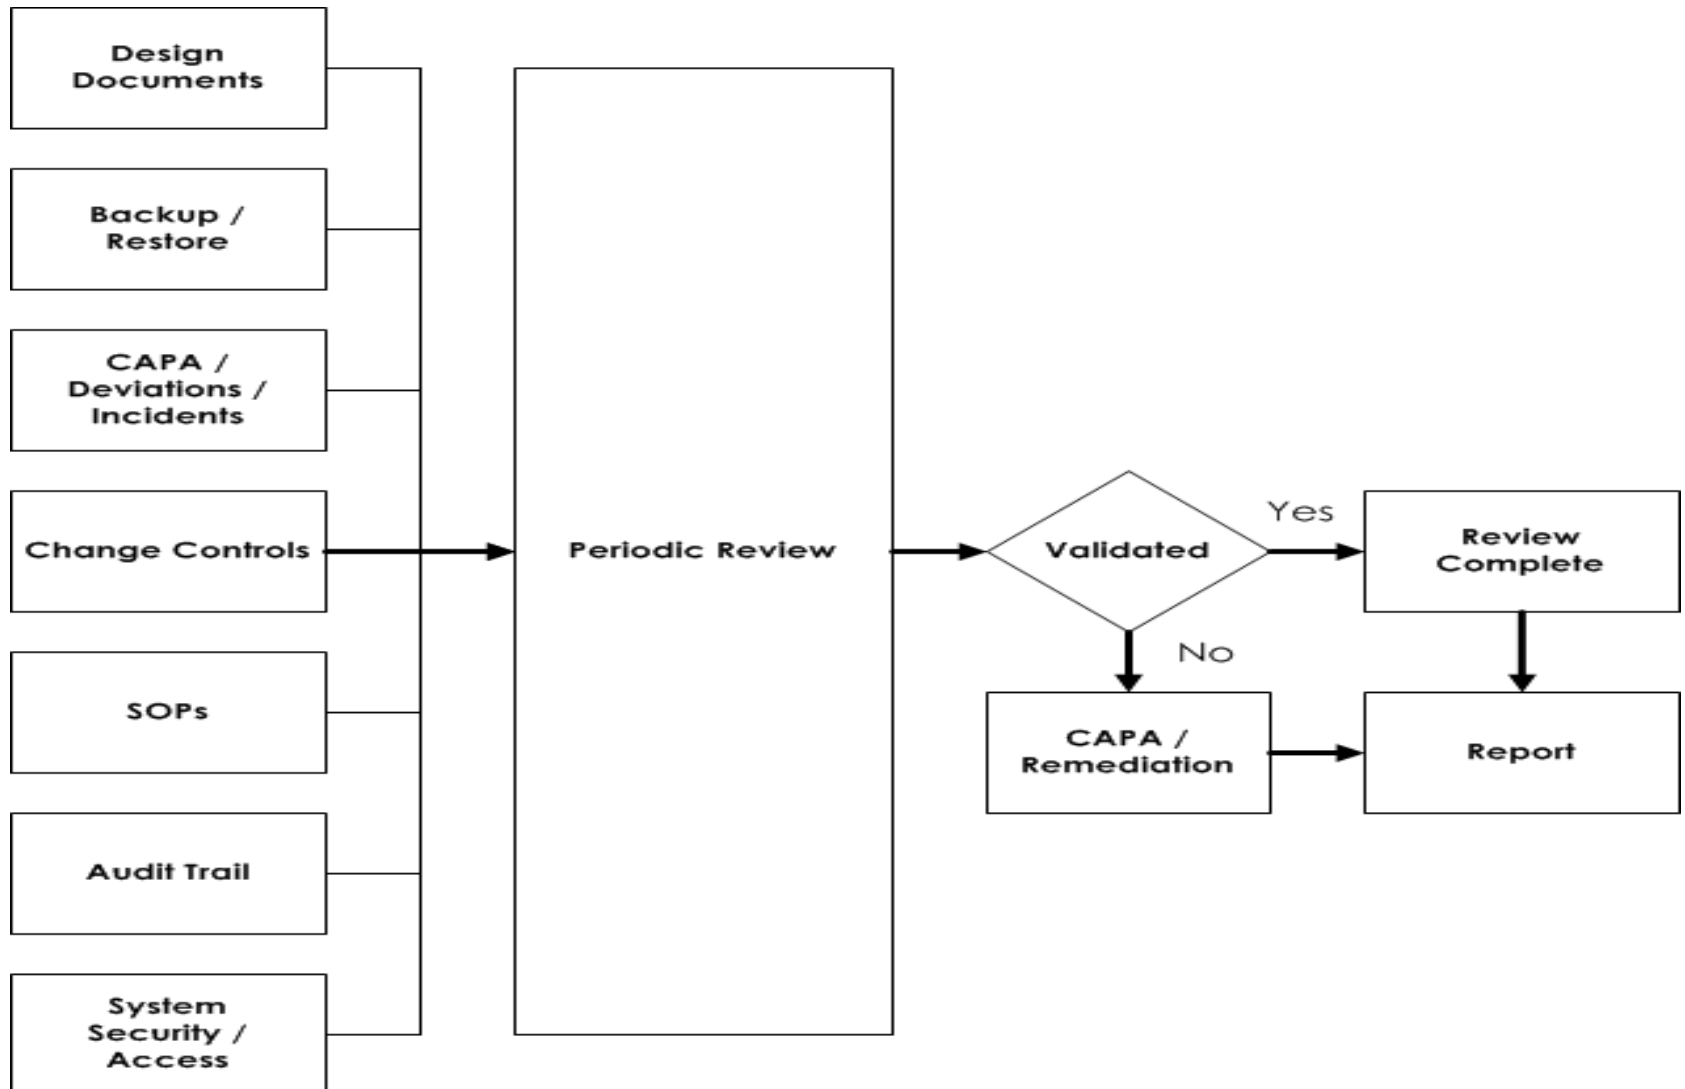 Design
Documents
Backup /
Restore
CAPA /
Deviations /
Incidents
Change Controls
SOPs
Audit Trail
System
Security /
Access
Periodic Review
Validated
Yes
No
Review
Complete
CAPA /
Remediation
Report